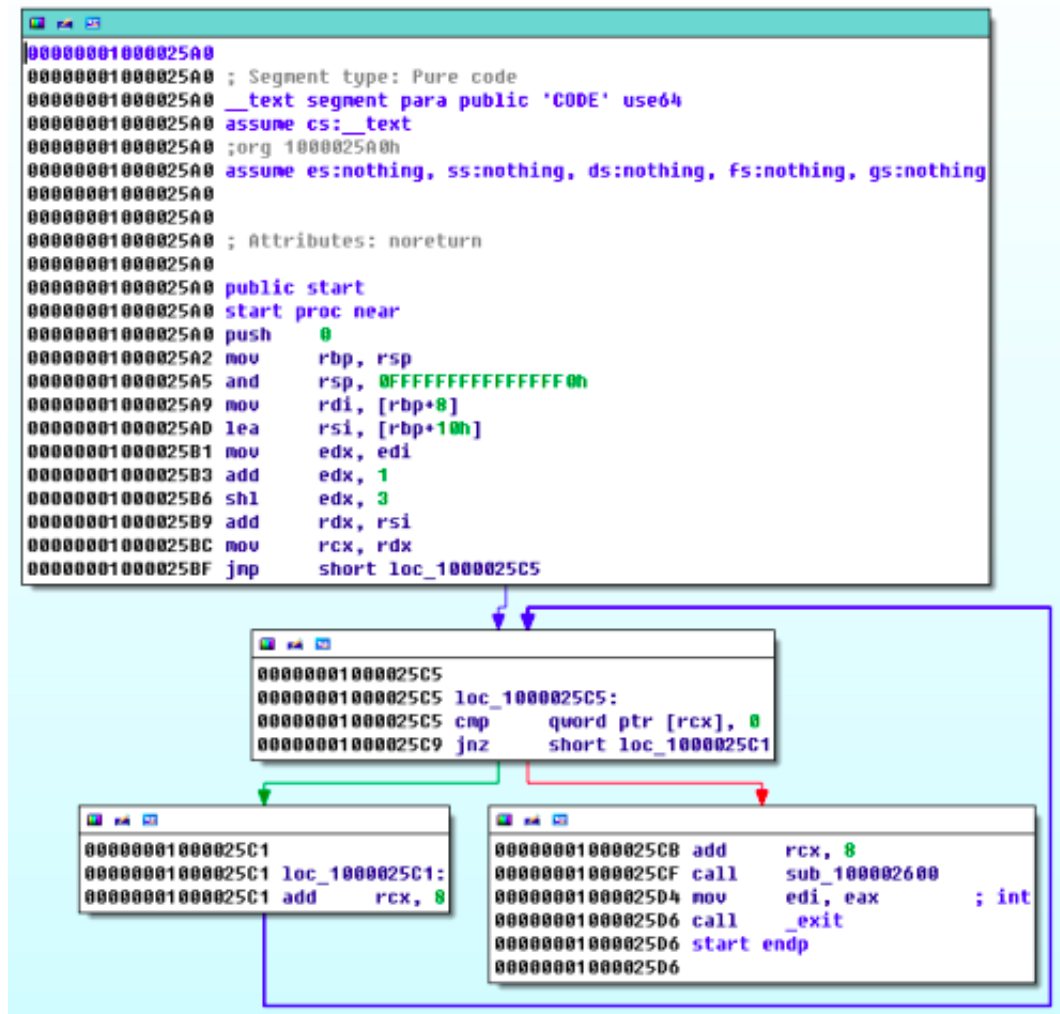 00000001000025A0
00000001000025A0 ; Segment type: Pure code
00000001000025A0 __text segment para public 'CODE' use64
00000001000025A0 assume cs:__text
00000001000025A0 ;org 1000025A0h
00000001000025A0 assume es:nothing, ss:nothing, ds:nothing, fs:nothing, gs:nothing
00000001000025A0
00000001000025A0
00000001000025A0 ; Attributes: noreturn
00000001000025A0
00000001000025A0 public start
00000001000025A0 start proc near
00000001000025A0 push 0
00000001000025A2 mov rbp, rsp
00000001000025A5 and rsp, 0FFFFFFFFFFFFFFF0h
00000001000025A9 mov rdi, [rbp+8]
00000001000025AD lea rsi, [rbp+10h]
00000001000025B1 mov edx, edi
00000001000025B3 add edx, 1
00000001000025B6 shl edx, 3
00000001000025B9 add rdx, rsi
00000001000025BC mov rcx, rdx
00000001000025BF jmp short loc_1000025C5
00000001000025C5
00000001000025C5 loc_1000025C5:
00000001000025C5 cmp qword ptr [rcx], 0
00000001000025C9 jnz short loc_1000025C1
00000001000025C1
00000001000025C1 loc_1000025C1:
00000001000025C1 add rcx, 8
00000001000025CB add rcx, 8
00000001000025CF call sub_100002600
00000001000025D4 mov edi, eax ; int
00000001000025D6 call _exit
00000001000025D6 start endp
00000001000025D6